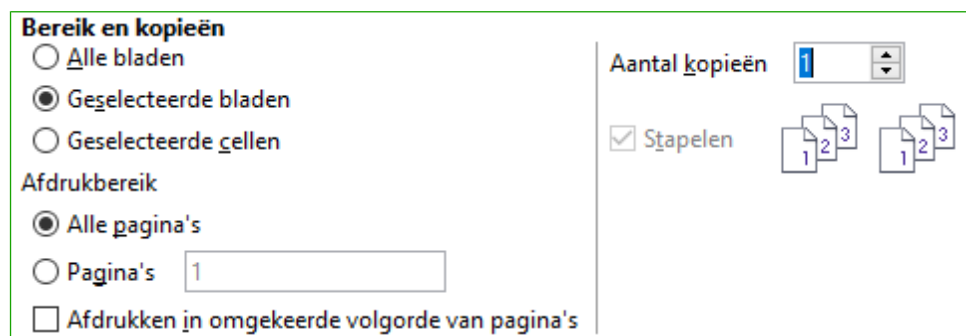 Bereik en kopieën
Alle bladen
Geselecteerde bladen
Geselecteerde cellen
Afdrukbereik
Alle pagina's
Pagina's 1
Afdrukken in omgekeerde volgorde van pagina's
Aantal kopieën 1
Stapelen 1 2 3 1 2 3